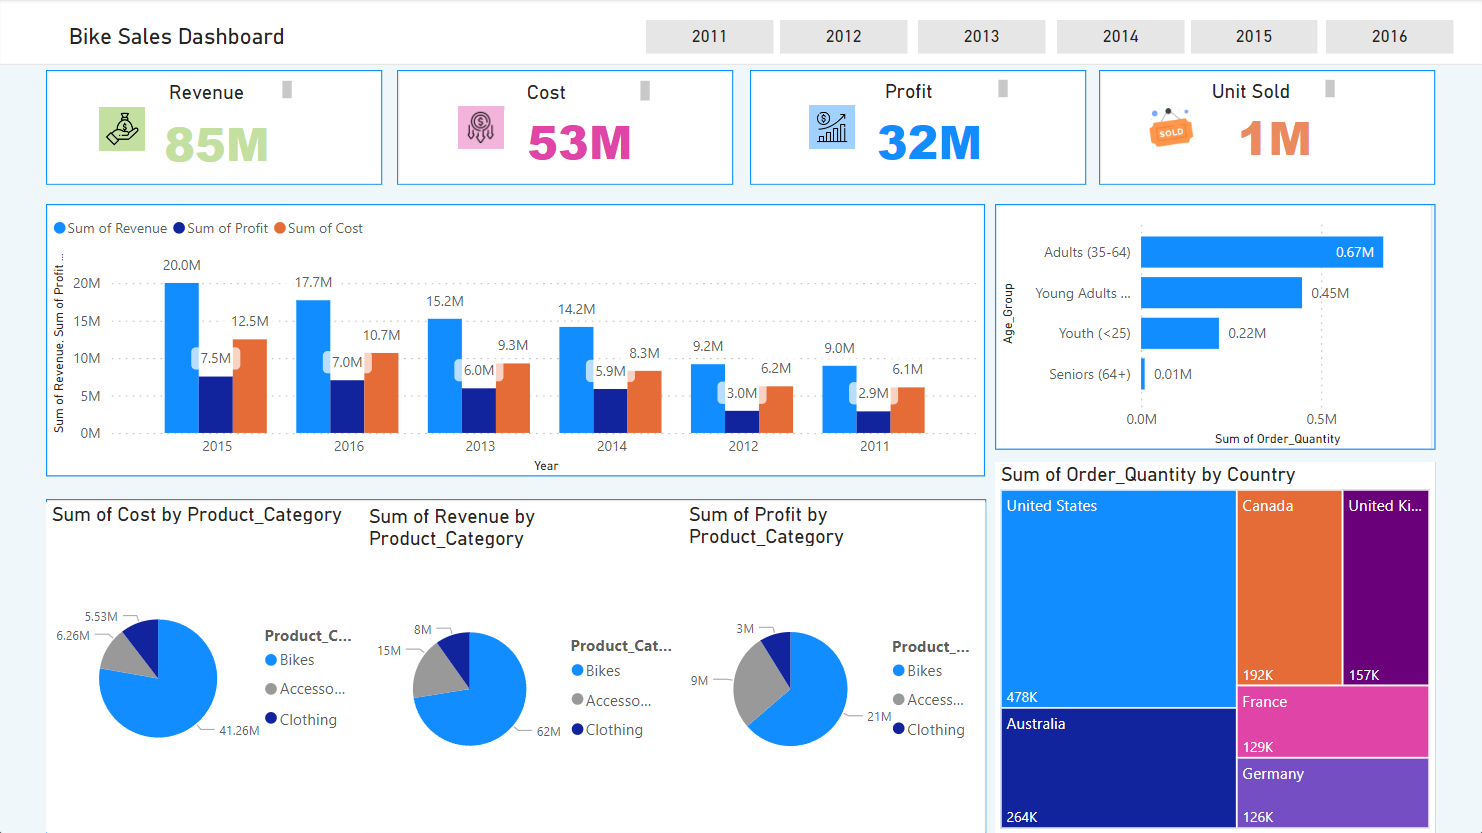 Bike Sales Dashboard
2011
2012
2013
2014
2015
2016
Revenue
85M
Cost
53M
Profit
32M
Unit Sold
SOLD
1M
Sum of Revenue
Sum of Profit
Sum of Cost
Sum of Revenue, Sum of Profit ...
20M
15M
10M
5M
0M
20.0M
7.5M
12.5M
17.7M
7.0M
10.7M
15.2M
6.0M
9.3M
14.2M
5.9M
8.3M
9.2M
3.0M
6.2M
9.0M
2.9M
6.1M
2015
2016
2013
2014
2012
2011
Year
Age_Group
Adults (35-64)
0.67M
Young Adults ...
0.45M
Youth (<25)
0.22M
Seniors (64+)
0.01M
0.0M
0.5M
Sum of Order_Quantity
Sum of Cost by Product_Category
5.53M
6.26M
41.26M
Product_C...
Bikes
Accesso...
Clothing
Sum of Revenue by
Product_Category
8M
15M
62M
Product_Cat...
Bikes
Accesso...
Clothing
Sum of Profit by
Product_Category
3M
9M
21M
Product_...
Bikes
Access...
Clothing
Sum of Order_Quantity by Country
United States
478K
Australia
264K
Canada
192K
United Ki...
157K
France
129K
Germany
126K